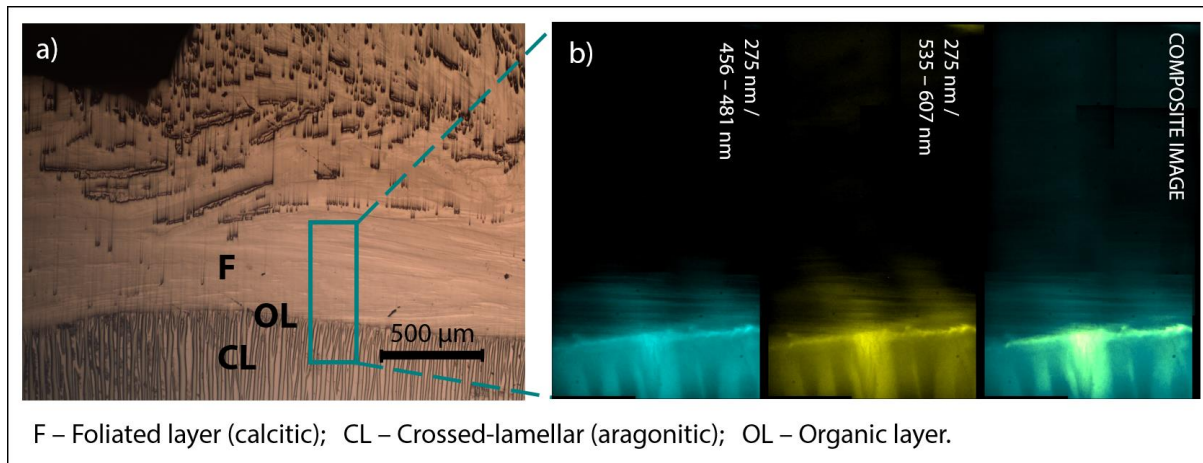 a)
F
OL
CL
500 µm
b)
275 nm /
456 – 481 nm
275 nm /
535 – 607 nm
COMPOSITE IMAGE
F – Foliated layer (calcitic); CL – Crossed-lamellar (aragonitic); OL – Organic layer.